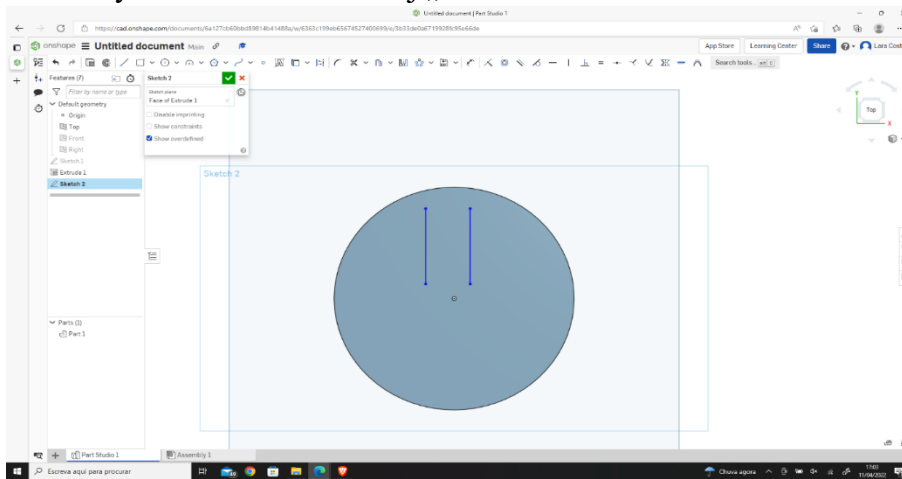 Untitled document | Part Studio 1
https://cad.onshape.com/documents/
onshape Untitled document Main
App Store Learning Center Share Lara Cost
Search tools...
Features (7)
Filter by name or type
Default geometry
Origin
Top
Front
Right
Sketch 1
Extrude 1
Sketch 2
Sketch 2
Sketch plane
Face of Extrude 1
Disable imprinting
Show constraints
Show overdefined
Sketch 2
Top
Y
X
Parts (1)
Part 1
Part Studio 1
Assembly 1
Escreva aqui para procurar
Chuva agora
17:03
11/04/2022